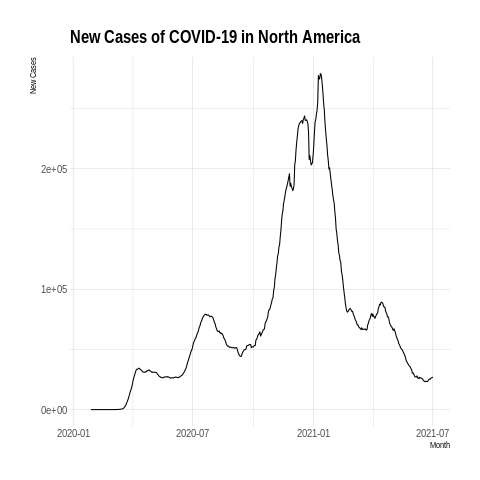 New Cases of COVID-19 in North America
New Cases
2e+05
1e+05
0e+00
2020-01
2020-07
2021-01
2021-07
Month